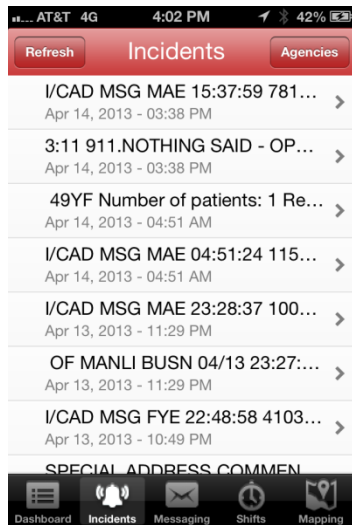 AT&T 4G 4:02 PM 42%
Refresh Incidents Agencies
I/CAD MSG MAE 15:37:59 781...
Apr 14, 2013 - 03:38 PM
3:11 911.NOTHING SAID - OP...
Apr 14, 2013 - 03:38 PM
49YF Number of patients: 1 Re...
Apr 14, 2013 - 04:51 AM
I/CAD MSG MAE 04:51:24 115...
Apr 14, 2013 - 04:51 AM
I/CAD MSG MAE 23:28:37 100...
Apr 13, 2013 - 11:29 PM
OF MANLI BUSN 04/13 23:27:...
Apr 13, 2013 - 11:29 PM
I/CAD MSG FYE 22:48:58 4103...
Apr 13, 2013 - 10:49 PM
SPECIAL ADDRESS COMMEN
Dashboard Incidents Messaging Shifts Mapping